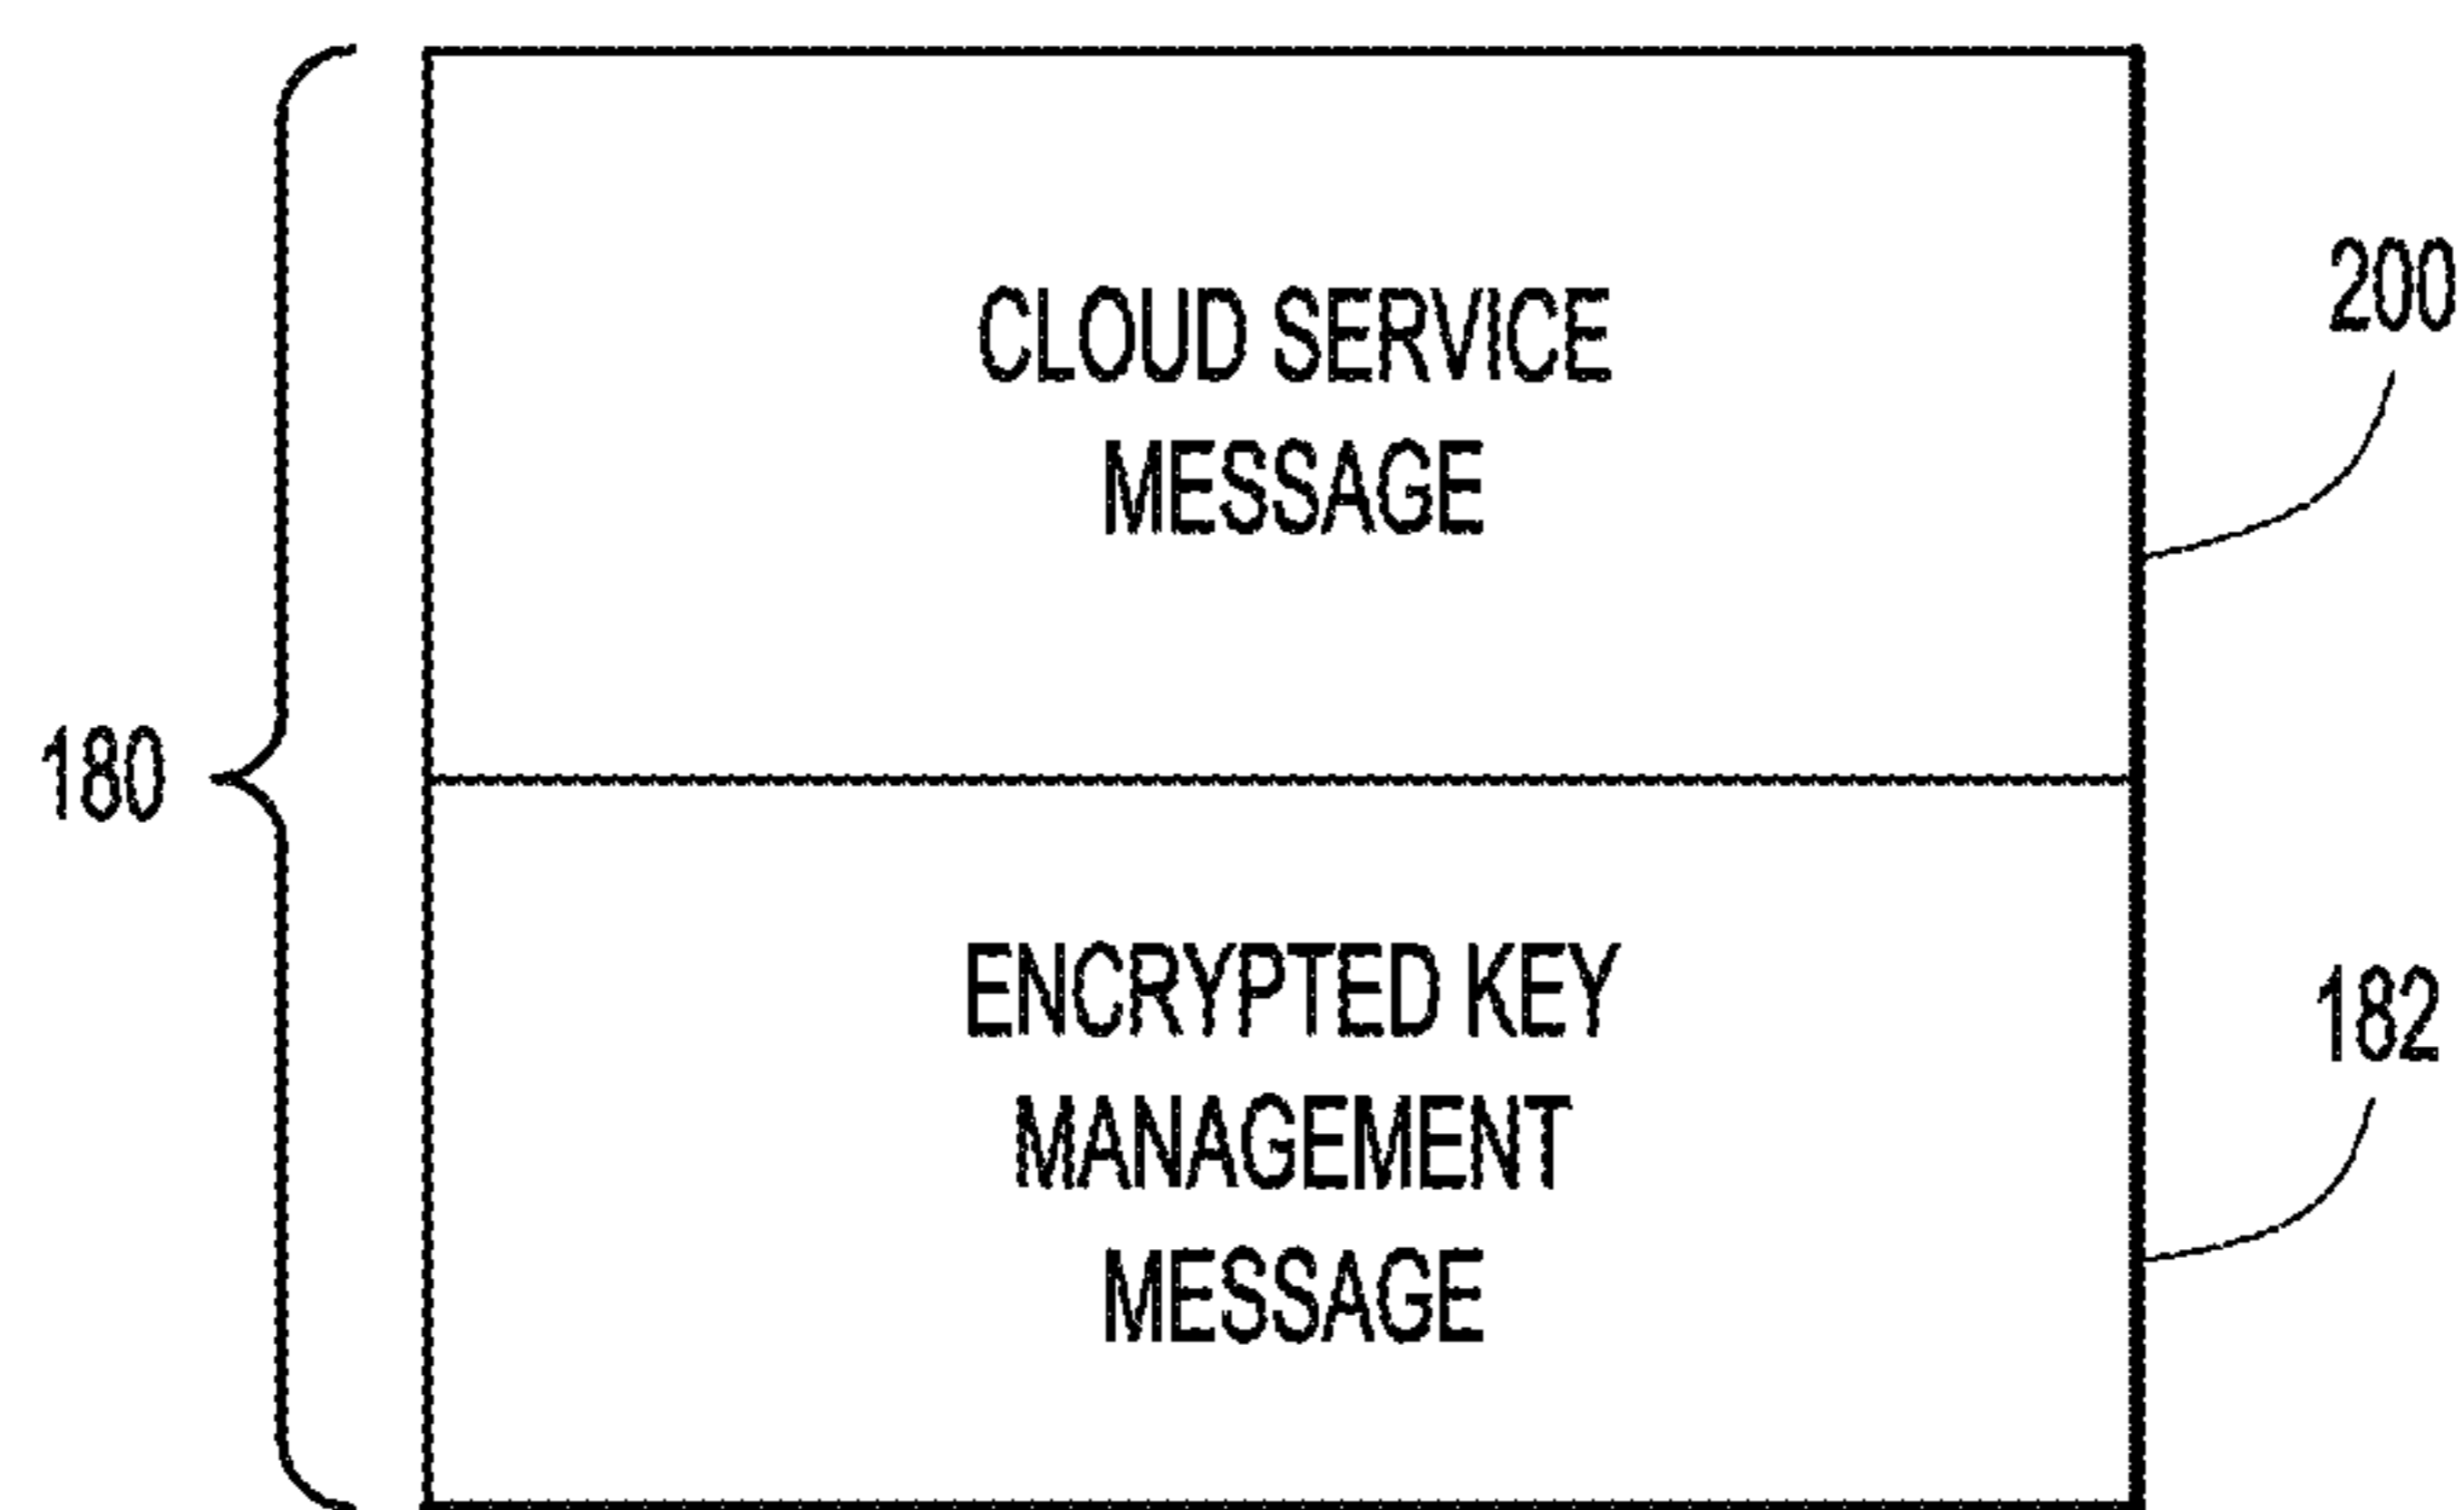 CLOUD SERVICE
MESSAGE
200
180
ENCRYPTED KEY
MANAGEMENT
MESSAGE
182